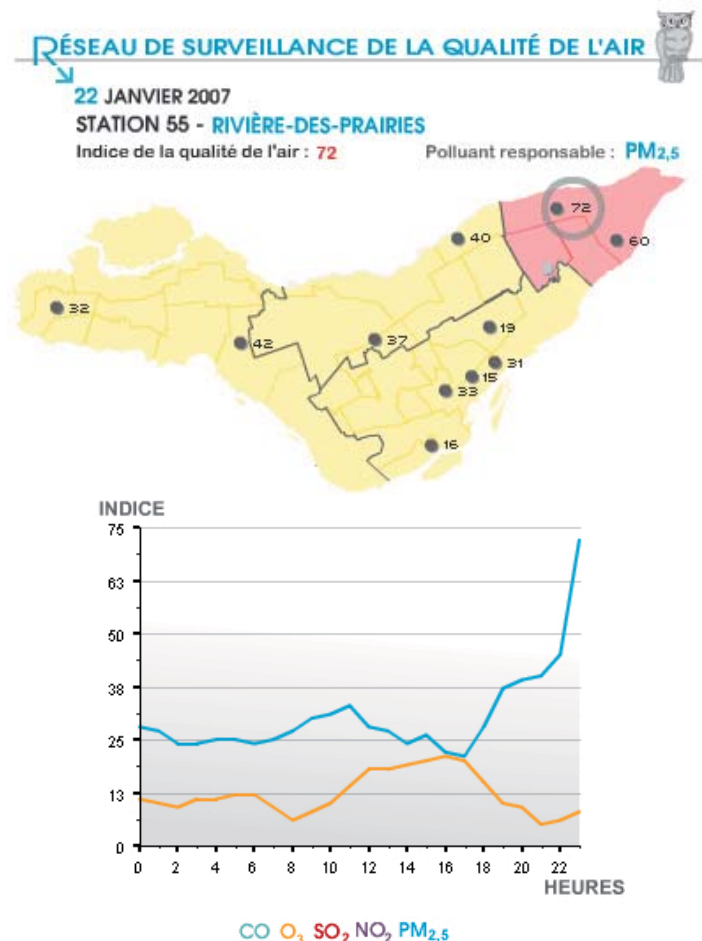 RÉSEAU DE SURVEILLANCE DE LA QUALITÉ DE L'AIR
22 JANVIER 2007
STATION 55 - RIVIÈRE-DES-PRAIRIES
Indice de la qualité de l'air : 72 Polluant responsable : PM2,5
72
40
60
32
19
42
37
31
15
33
16
INDICE
75
63
50
38
25
13
0
0 2 4 6 8 10 12 14 16 18 20 22
HEURES
CO O3 SO2 NO2 PM2,5